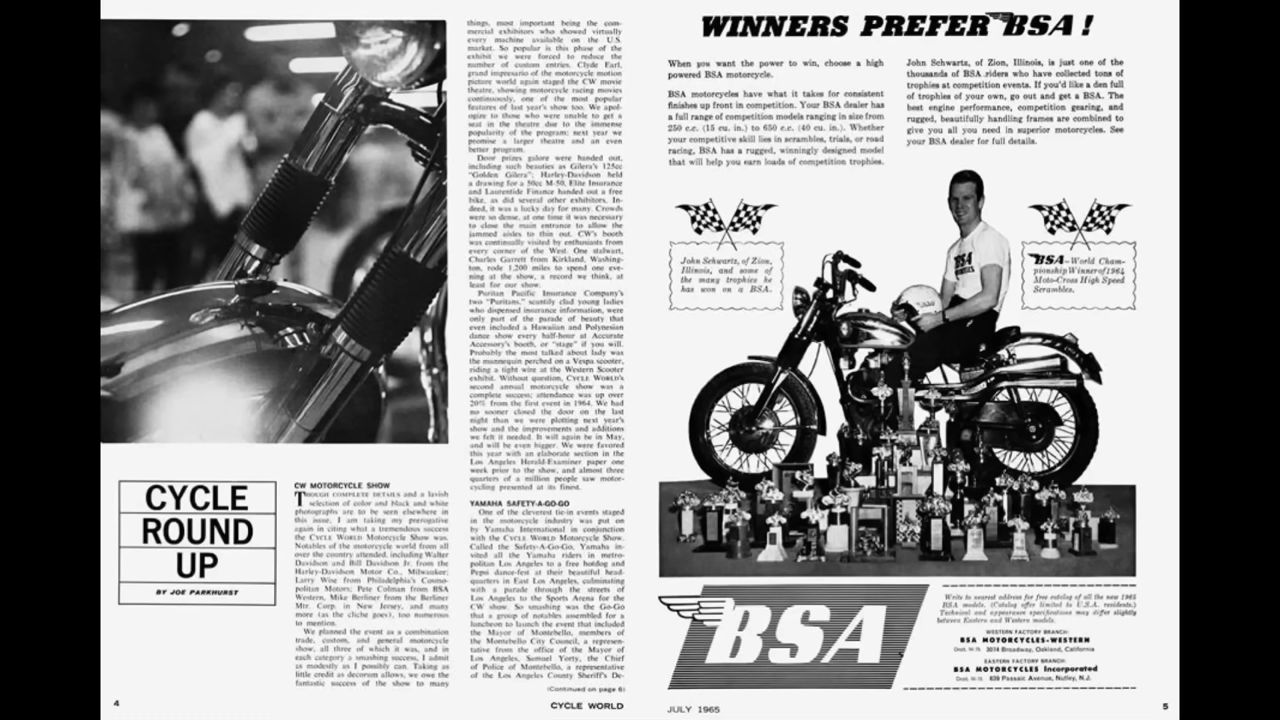 CYCLE
ROUND
UP
BY JOE PARKHURST
CW MOTORCYCLE SHOW
THOUGH COMPLETE DETAILS and a lavish
selection of color and black and white
photographs are to be seen elsewhere in
this issue, I am taking my prerogative
again in citing what a tremendous success
the CYCLE WORLD Motorcycle Show was.
Notables of the motorcycle world from all
over the country attended, including Walter
Davidson and Bill Davidson Jr. from the
Harley-Davidson Motor Co., Milwaukee;
Larry Wise from Philadelphia's Cosmo-
politan Motors; Pete Colman from BSA
Western, Mike Berliner from the Berliner
Mtr. Corp. in New Jersey, and many
more (as the cliche goes), too numerous
to mention.
We planned the event as a combination
trade, custom, and general motorcycle
show, all three of which it was, and in
each category a smashing success, I admit
as modestly as I possibly can. Taking as
little credit as decorum allows, we owe the
fantastic success of the show to many
things, most important being the com-
mercial exhibitors who showed virtually
every machine available on the U.S.
market. So popular is this phase of the
exhibit we were forced to reduce the
number of custom entries. Clyde Earl,
grand impresario of the motorcycle motion
picture world again staged the CW movie
theatre, showing motorcycle racing movies
continuously, one of the most popular
features of last year's show too. We apol-
ogize to those who were unable to get a
seat in the theatre due to the immense
popularity of the program; next year we
promise a larger theatre and an even
better program.
Door prizes galore were handed out,
including such beauties as Gilera's 125cc
"Golden Gilera"; Harley-Davidson held
a drawing for a 50cc M-50, Elite Insurance
and Laurentide Finance handed out a free
bike, as did several other exhibitors. In-
deed, it was a lucky day for many. Crowds
were so dense, at one time it was necessary
to close the main entrance to allow the
jammed aisles to thin out. CW's booth
was continually visited by enthusiasts from
every corner of the West. One stalwart,
Charles Garrett from Kirkland, Washing-
ton, rode 1,200 miles to spend one eve-
ning at the show, a record we think, at
least for our show.
Puritan Pacific Insurance Company's
two "Puritans," scantily clad young ladies
who dispensed insurance information, were
only part of the parade of beauty that
even included a Hawaiian and Polynesian
dance show every half-hour at Accurate
Accessory's booth, or "stage" if you will.
Probably the most talked about lady was
the mannequin perched on a Vespa scooter,
riding a tight wire at the Western Scooter
exhibit. Without question, CYCLE WORLD's
second annual motorcycle show was a
complete success; attendance was up over
20% from the first event in 1964. We had
no sooner closed the door on the last
night than we were plotting next year's
show and the improvements and additions
we felt it needed. It will again be in May,
and will be even bigger. We were favored
this year with an elaborate section in the
Los Angeles Herald-Examiner paper one
week prior to the show, and almost three
quarters of a million people saw motor-
cycling presented at its finest.
YAMAHA SAFETY-A-GO-GO
One of the cleverest tie-in events staged
in the motorcycle industry was put on
by Yamaha International in conjunction
with the CYCLE WORLD Motorcycle Show.
Called the Safety-A-Go-Go, Yamaha in-
vited all the Yamaha riders in metro-
politan Los Angeles to a free hotdog and
Pepsi dance-fest at their beautiful head-
quarters in East Los Angeles, culminating
with a parade through the streets of
Los Angeles to the Sports Arena for the
CW show. So smashing was the Go-Go
that a group of notables assembled for a
luncheon to launch the event that included
the Mayor of Montebello, members of
the Montebello City Council, a represent-
ative from the office of the Mayor of
Los Angeles, Samuel Yorty, the Chief
of Police of Montebello, a representative
of the Los Angeles County Sheriff's De-
(Continued on page 6)
4
CYCLE WORLD
WINNERS PREFER BSA!
When you want the power to win, choose a high
powered BSA motorcycle.
BSA motorcycles have what it takes for consistent
finishes up front in competition. Your BSA dealer has
a full range of competition models ranging in size from
250 c.c. (15 cu. in.) to 650 c.c. (40 cu. in.). Whether
your competitive skill lies in scrambles, trials, or road
racing, BSA has a rugged, winningly designed model
that will help you earn loads of competition trophies.
John Schwartz, of Zion, Illinois, is just one of the
thousands of BSA riders who have collected tons of
trophies at competition events. If you'd like a den full
of trophies of your own, go out and get a BSA. The
best engine performance, competition gearing, and
rugged, beautifully handling frames are combined to
give you all you need in superior motorcycles. See
your BSA dealer for full details.
John Schwartz, of Zion,
Illinois, and some of
the many trophies he
has won on a BSA.
BSA
BSA-World Cham-
pionship Winner of 1964
Moto-Cross High Speed
Scrambles.
BSA
Write to nearest address for free catalog of all the new 1965
BSA models. (Catalog offer limited to U.S.A. residents.)
Technical and appearance specifications may differ slightly
between Eastern and Western models.
WESTERN FACTORY BRANCH:
BSA MOTORCYCLES-WESTERN
3074 Broadway, Oakland, California
EASTERN FACTORY BRANCH:
BSA MOTORCYCLES Incorporated
639 Passaic Avenue, Nutley, N.J.
JULY 1965
5